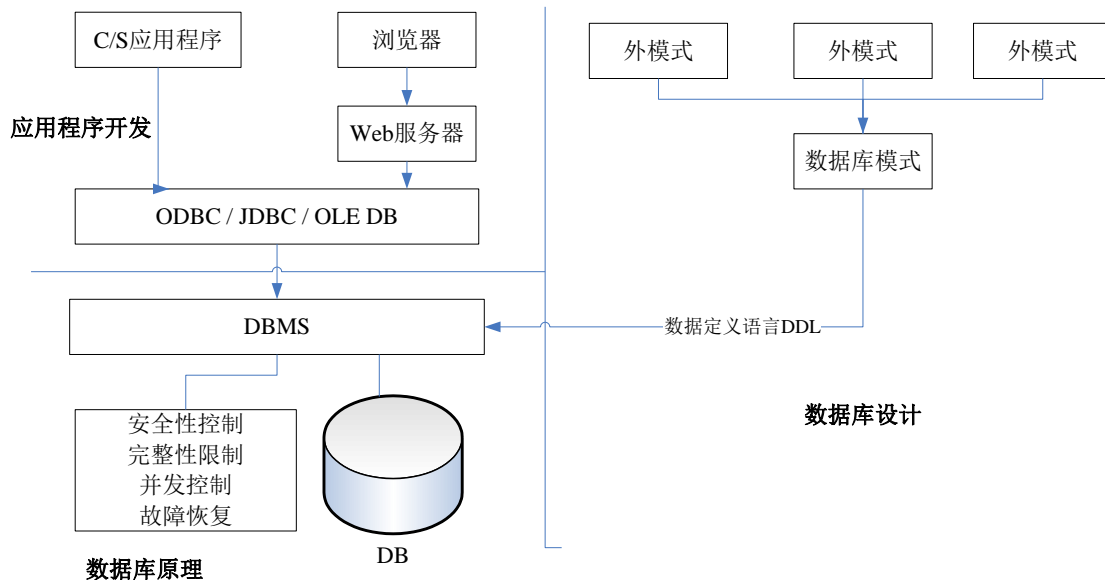 C/S应用程序
浏览器
应用程序开发
Web服务器
ODBC / JDBC / OLE DB
外模式
外模式
外模式
数据库模式
DBMS
数据定义语言DDL
安全性控制
完整性限制
并发控制
故障恢复
DB
数据库原理
数据库设计